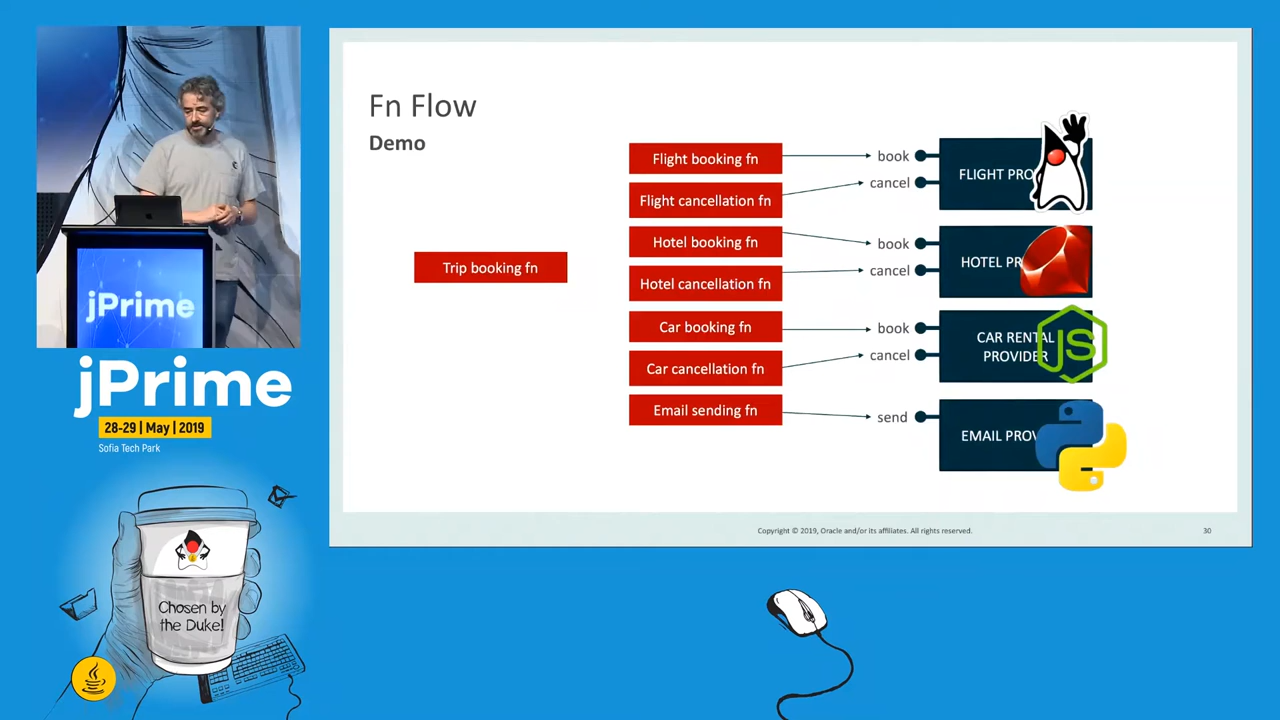 Fn Flow
Demo
Trip booking fn
Flight booking fn
Flight cancellation fn
Hotel booking fn
Hotel cancellation fn
Car booking fn
Car cancellation fn
Email sending fn
book
cancel
book
cancel
book
cancel
send
FLIGHT PRO
HOTEL PR
CAR RENTAL
PROVIDER
EMAIL PROV
JS
Copyright © 2019, Oracle and/or its affiliates. All rights reserved.
30
jPrime
jPrime
28-29 | May | 2019
Sofia Tech Park
Chosen by
the Duke!